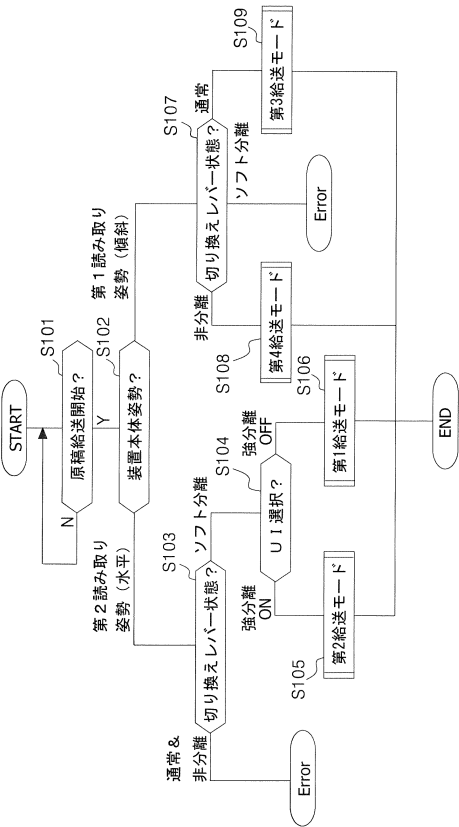 START
原稿給送開始？
S101
N
Y
装置本体姿勢？
S102
第２読み取り
姿勢（水平）
第１読み取り
姿勢（傾斜）
切り換えレバー状態？
S103
通常＆
非分離
ソフト分離
Error
UI選択？
S104
強分離
ON
強分離
OFF
第2給送モード
S105
第1給送モード
S106
切り換えレバー状態？
S107
非分離
ソフト分離
通常
第4給送モード
S108
Error
第3給送モード
S109
END